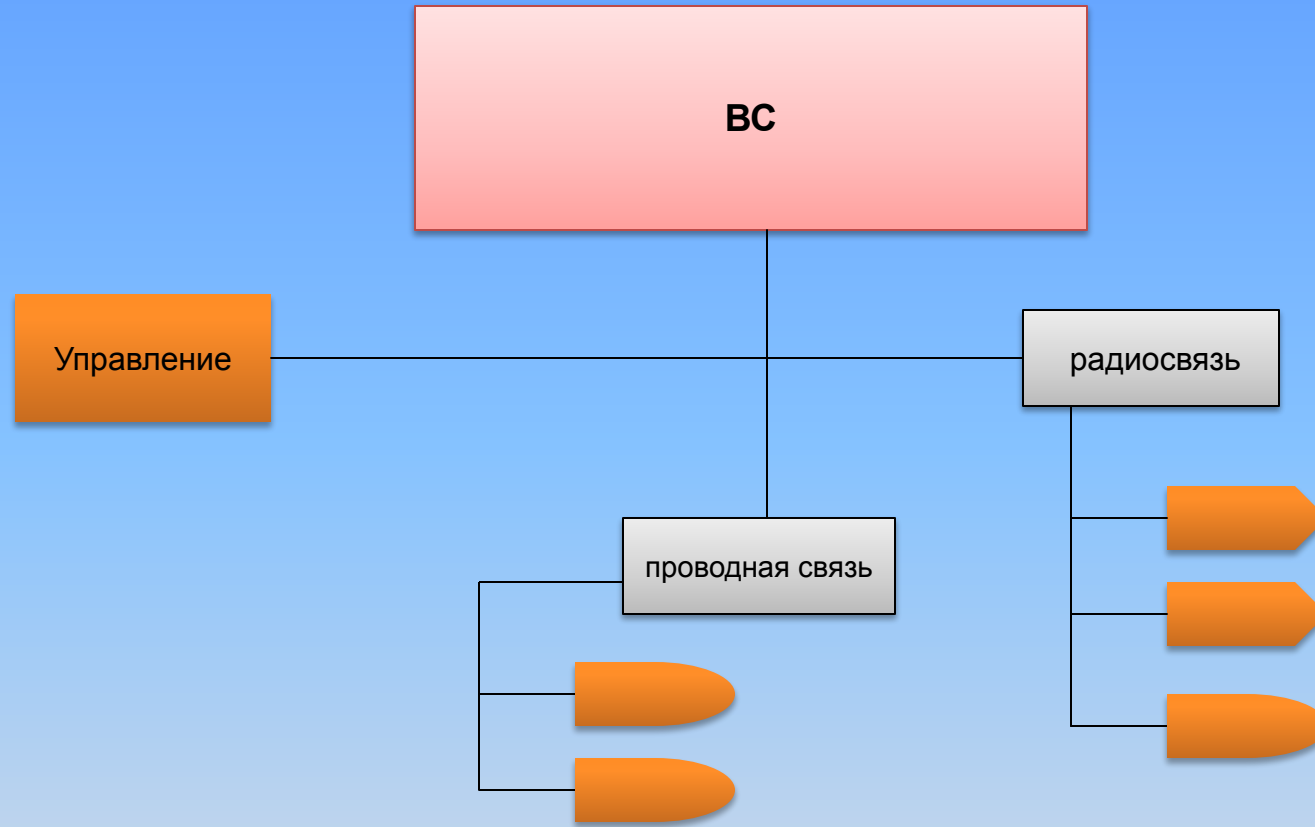 ВС
Управление
радиосвязь
проводная связь